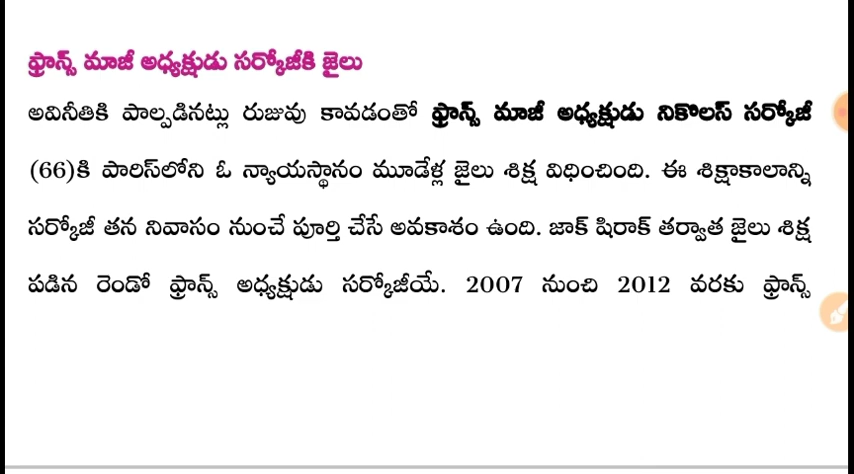 ఫ్రాన్స్ మాజీ అధ్యక్షుడు సర్కోజీకి జైలు
అవినీతికి పాల్పడినట్లు రుజువు కావడంతో ఫ్రాన్స్ మాజీ అధ్యక్షుడు నికొలస్ సర్కోజీ
(66)కి పారిస్‌లోని ఓ న్యాయస్థానం మూడేళ్ల జైలు శిక్ష విధించింది. ఈ శిక్షాకాలాన్ని
సర్కోజీ తన నివాసం నుంచే పూర్తి చేసే అవకాశం ఉంది. జాక్ షిరాక్ తర్వాత జైలు శిక్ష
పడిన రెండో ఫ్రాన్స్ అధ్యక్షుడు సర్కోజీయే. 2007 నుంచి 2012 వరకు ఫ్రాన్స్